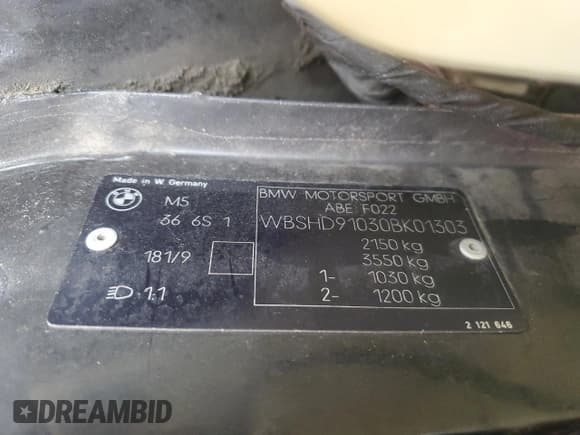 Made in W. Germany
BMW
M5
36 6S 1
181/9
1:1
BMW MOTORSPORT GMBH
ABE F022
WBSHD91030BK01303
2150 kg
3550 kg
1- 1030 kg
2- 1200 kg
2 121 646
DREAMBID